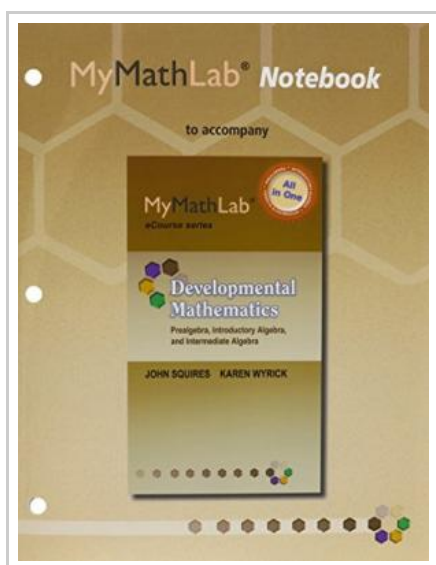 MyMathLab® Notebook
to accompany
All
in One
MyMathLab®
eCourse series
Developmental
Mathematics
Prealgebra, Introductory Algebra,
and Intermediate Algebra
JOHN SQUIRES KAREN WYRICK